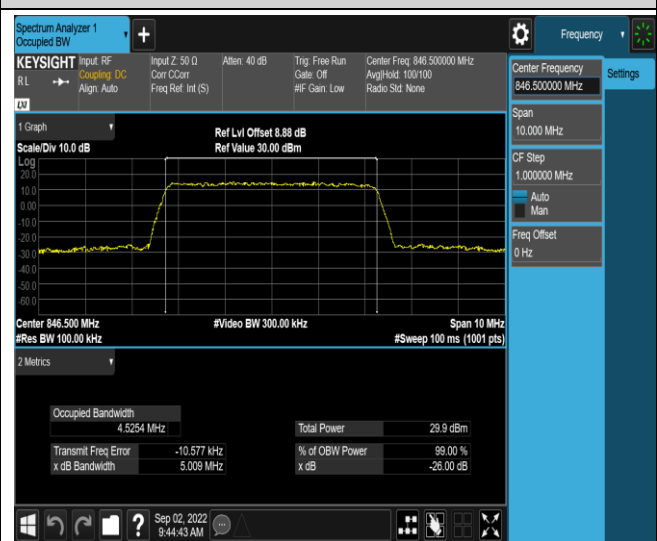 Spectrum Analyzer 1
Occupied BW
Frequency
KEYSIGHT
RL
Input: RF
Coupling: DC
Align: Auto
Input Z: 50 Ω
Corr CCorr
Freq Ref: Int (S)
Atten: 40 dB
Trig: Free Run
Gate: Off
#IF Gain: Low
Center Freq: 846.500000 MHz
Avg|Hold: 100/100
Radio Std: None
Center Frequency
846.500000 MHz
Settings
Span
10.000 MHz
CF Step
1.000000 MHz
Auto
Man
Freq Offset
0 Hz
1 Graph
Scale/Div 10.0 dB
Ref Lvl Offset 8.88 dB
Ref Value 30.00 dBm
Log
20.0
10.0
0.00
-10.0
-20.0
-30.0
-40.0
-50.0
-60.0
Center 846.500 MHz
#Res BW 100.00 kHz
#Video BW 300.00 kHz
Span 10 MHz
#Sweep 100 ms (1001 pts)
2 Metrics
Occupied Bandwidth
4.5254 MHz
Total Power 29.9 dBm
Transmit Freq Error -10.577 kHz
% of OBW Power 99.00 %
x dB Bandwidth 5.009 MHz
x dB -26.00 dB
Sep 02, 2022
9:44:43 AM